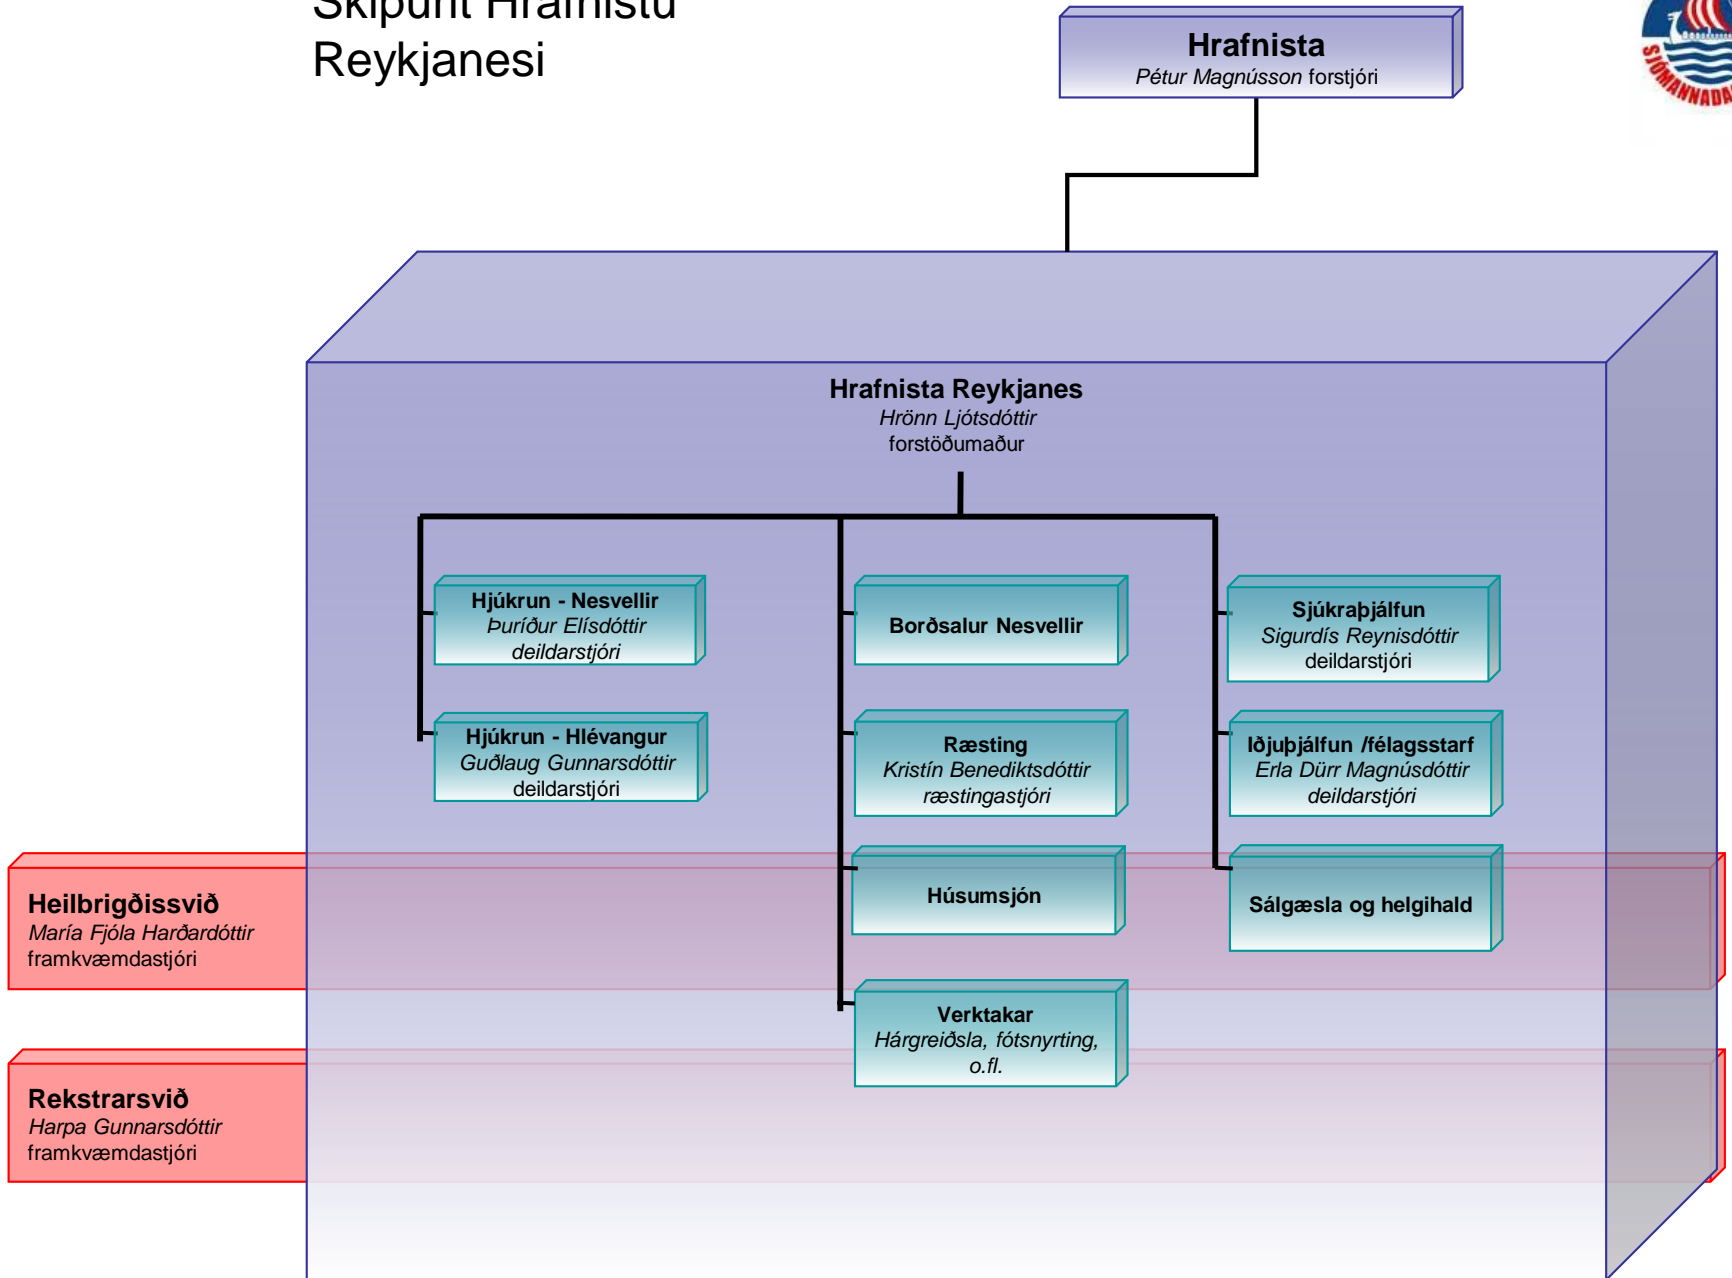 Skipurit Hrafnistu
Reykjanesi
Hrafnista
Pétur Magnússon forstjóri
Hrafnista Reykjanes
Hrönn Ljótsdóttir
forstöðumaður
Hjúkrun - Nesvellir
Þuríður Elísdóttir
deildarstjóri
Hjúkrun - Hlévangur
Guðlaug Gunnarsdóttir
deildarstjóri
Borðsalur Nesvellir
Ræsting
Kristín Benediktsdóttir
ræstingastjóri
Húsumsjón
Verktakar
Hárgreiðsla, fótsnyrting,
o.fl.
Sjúkraþjálfun
Sigurdís Reynisdóttir
deildarstjóri
Iðjuþjálfun /félagsstarf
Erla Dürr Magnúsdóttir
deildarstjóri
Sálgæsla og helgihald
Heilbrigðissvið
María Fjóla Harðardóttir
framkvæmdastjóri
Rekstrarsvið
Harpa Gunnarsdóttir
framkvæmdastjóri